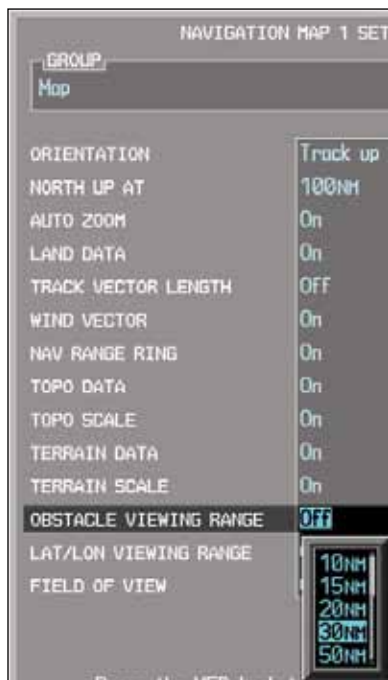 NAVIGATION MAP 1 SET
GROUP
Map
ORIENTATION Track up
NORTH UP AT 100NM
AUTO ZOOM On
LAND DATA On
TRACK VECTOR LENGTH Off
WIND VECTOR On
NAV RANGE RING On
TOPO DATA On
TOPO SCALE On
TERRAIN DATA On
TERRAIN SCALE On
OBSTACLE VIEWING RANGE Off
LAT/LON VIEWING RANGE
FIELD OF VIEW
10NM
15NM
20NM
30NM
50NM